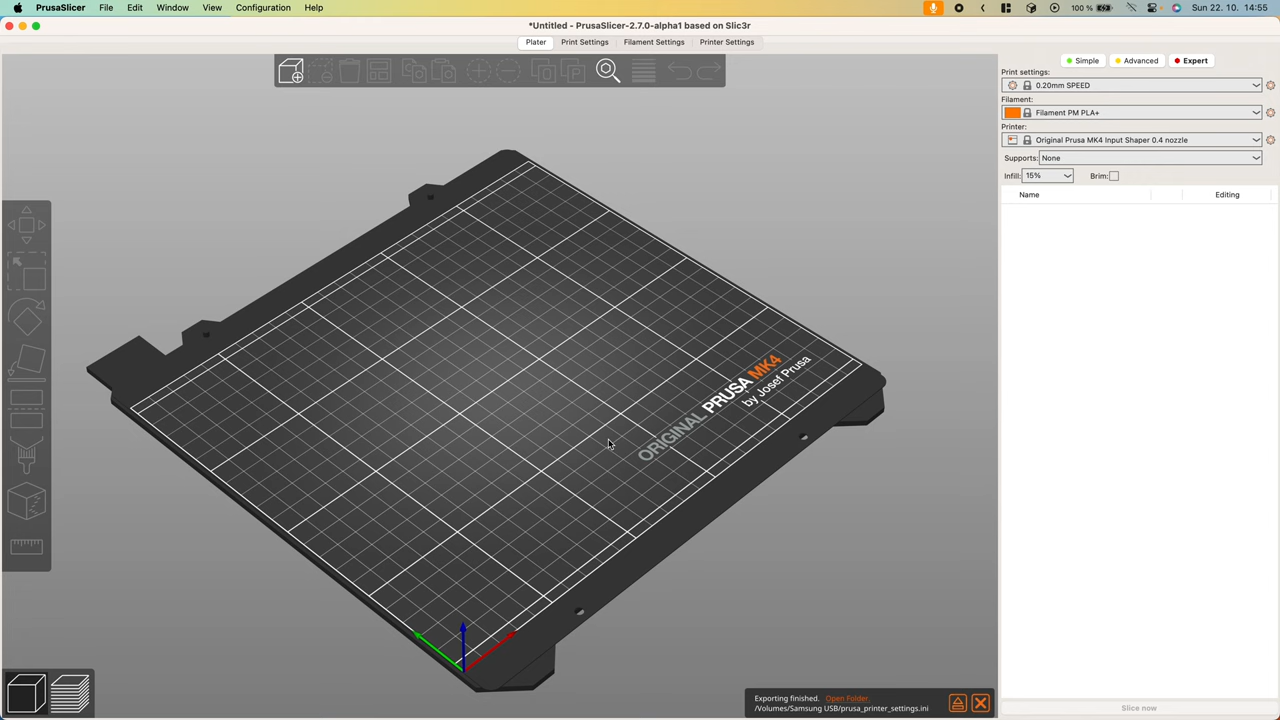 PrusaSlicer File Edit Window View Configuration Help
100 % Sun 22. 10. 14:55
*Untitled - PrusaSlicer-2.7.0-alpha1 based on Slic3r
Plater Print Settings Filament Settings Printer Settings
Simple Advanced Expert
Print settings:
0.20mm SPEED
Filament:
Filament PM PLA+
Printer:
Original Prusa MK4 Input Shaper 0.4 nozzle
Supports: None
Infill: 15% Brim:
Name Editing
ORIGINAL PRUSA MK4
by Josef Prusa
Exporting finished. Open Folder.
/Volumes/Samsung USB/prusa_printer_settings.ini
Slice now